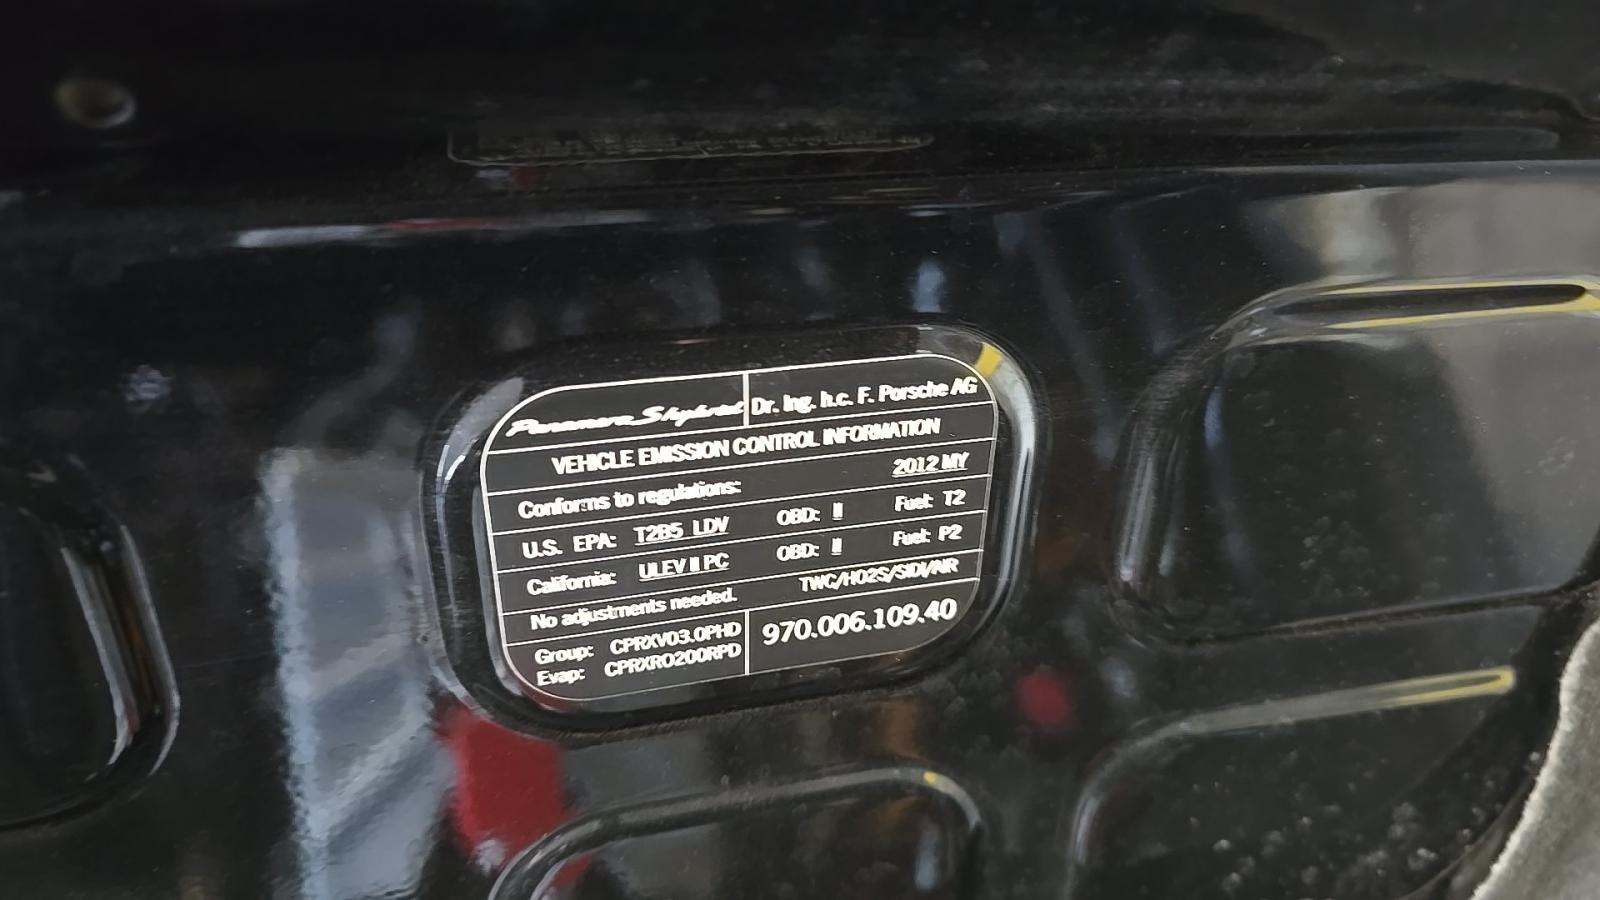 Panamera S hybrid
Dr. Ing. h.c. F. Porsche AG
VEHICLE EMISSION CONTROL INFORMATION
Conforms to regulations: 2012 MY
U.S. EPA: T2B5 LDV OBD: II Fuel: T2
California: ULEV II PC OBD: II Fuel: P2
No adjustments needed. TWC/HO2S/SIDI/AIR
Group: CPRXV03.0PHD
Evap: CPRXR0200RPD
970.006.109.40